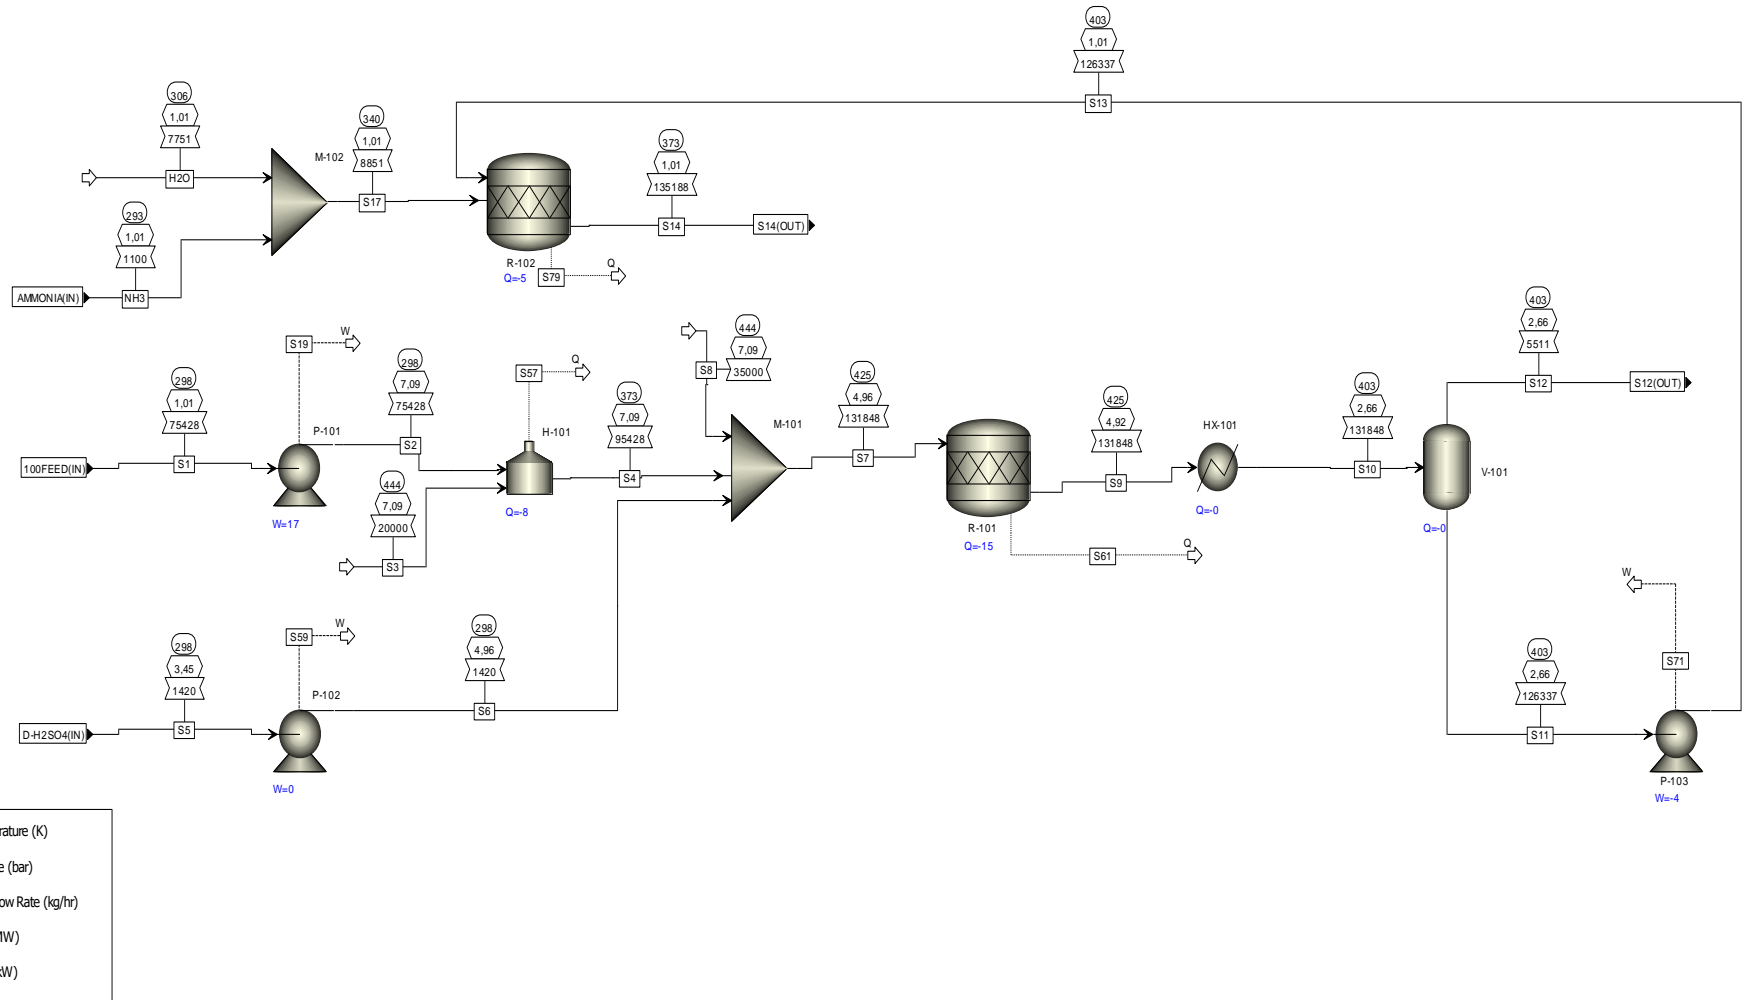 403
1,01
126337
S13
306
1,01
7751
H2O
M-102
340
1,01
8851
S17
373
1,01
135188
S14
S14(OUT)
293
1,01
1100
AMMONIA(IN)
NH3
R-102
Q=-5
S79
Q
S19
W
298
7,09
75428
S2
298
1,01
75428
100FEED(IN)
S1
P-101
W=17
S57
Q
H-101
Q=-8
373
7,09
95428
S4
444
7,09
20000
S3
444
7,09
35000
S8
M-101
425
4,96
131848
S7
R-101
Q=-15
S61
Q
425
4,92
131848
S9
HX-101
Q=-0
403
2,66
131848
S10
V-101
Q=-0
403
2,66
5511
S12
S12(OUT)
298
3,45
1420
D-H2SO4(IN)
S5
S59
W
P-102
W=0
298
4,96
1420
S6
403
2,66
126337
S11
W
S71
P-103
W=-4
rature (K)
e (bar)
ow Rate (kg/hr)
MW)
kW)